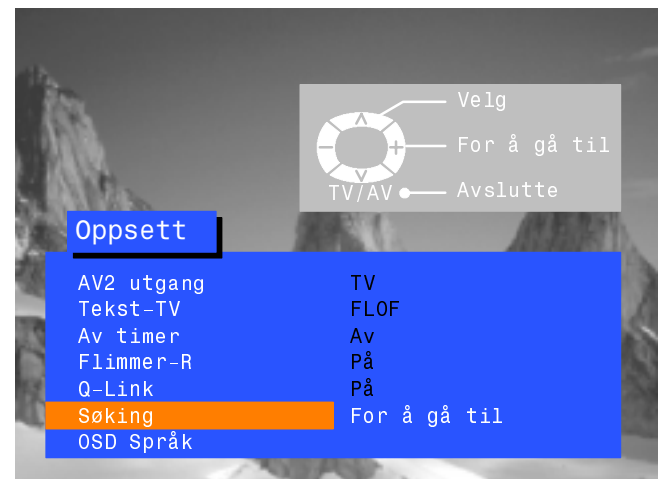 Velg
For å gå til
TV/AV Avslutte
Oppsett
AV2 utgang TV
Tekst-TV FLOF
Av timer Av
Flimmer-R På
Q-Link På
Søking For å gå til
OSD Språk